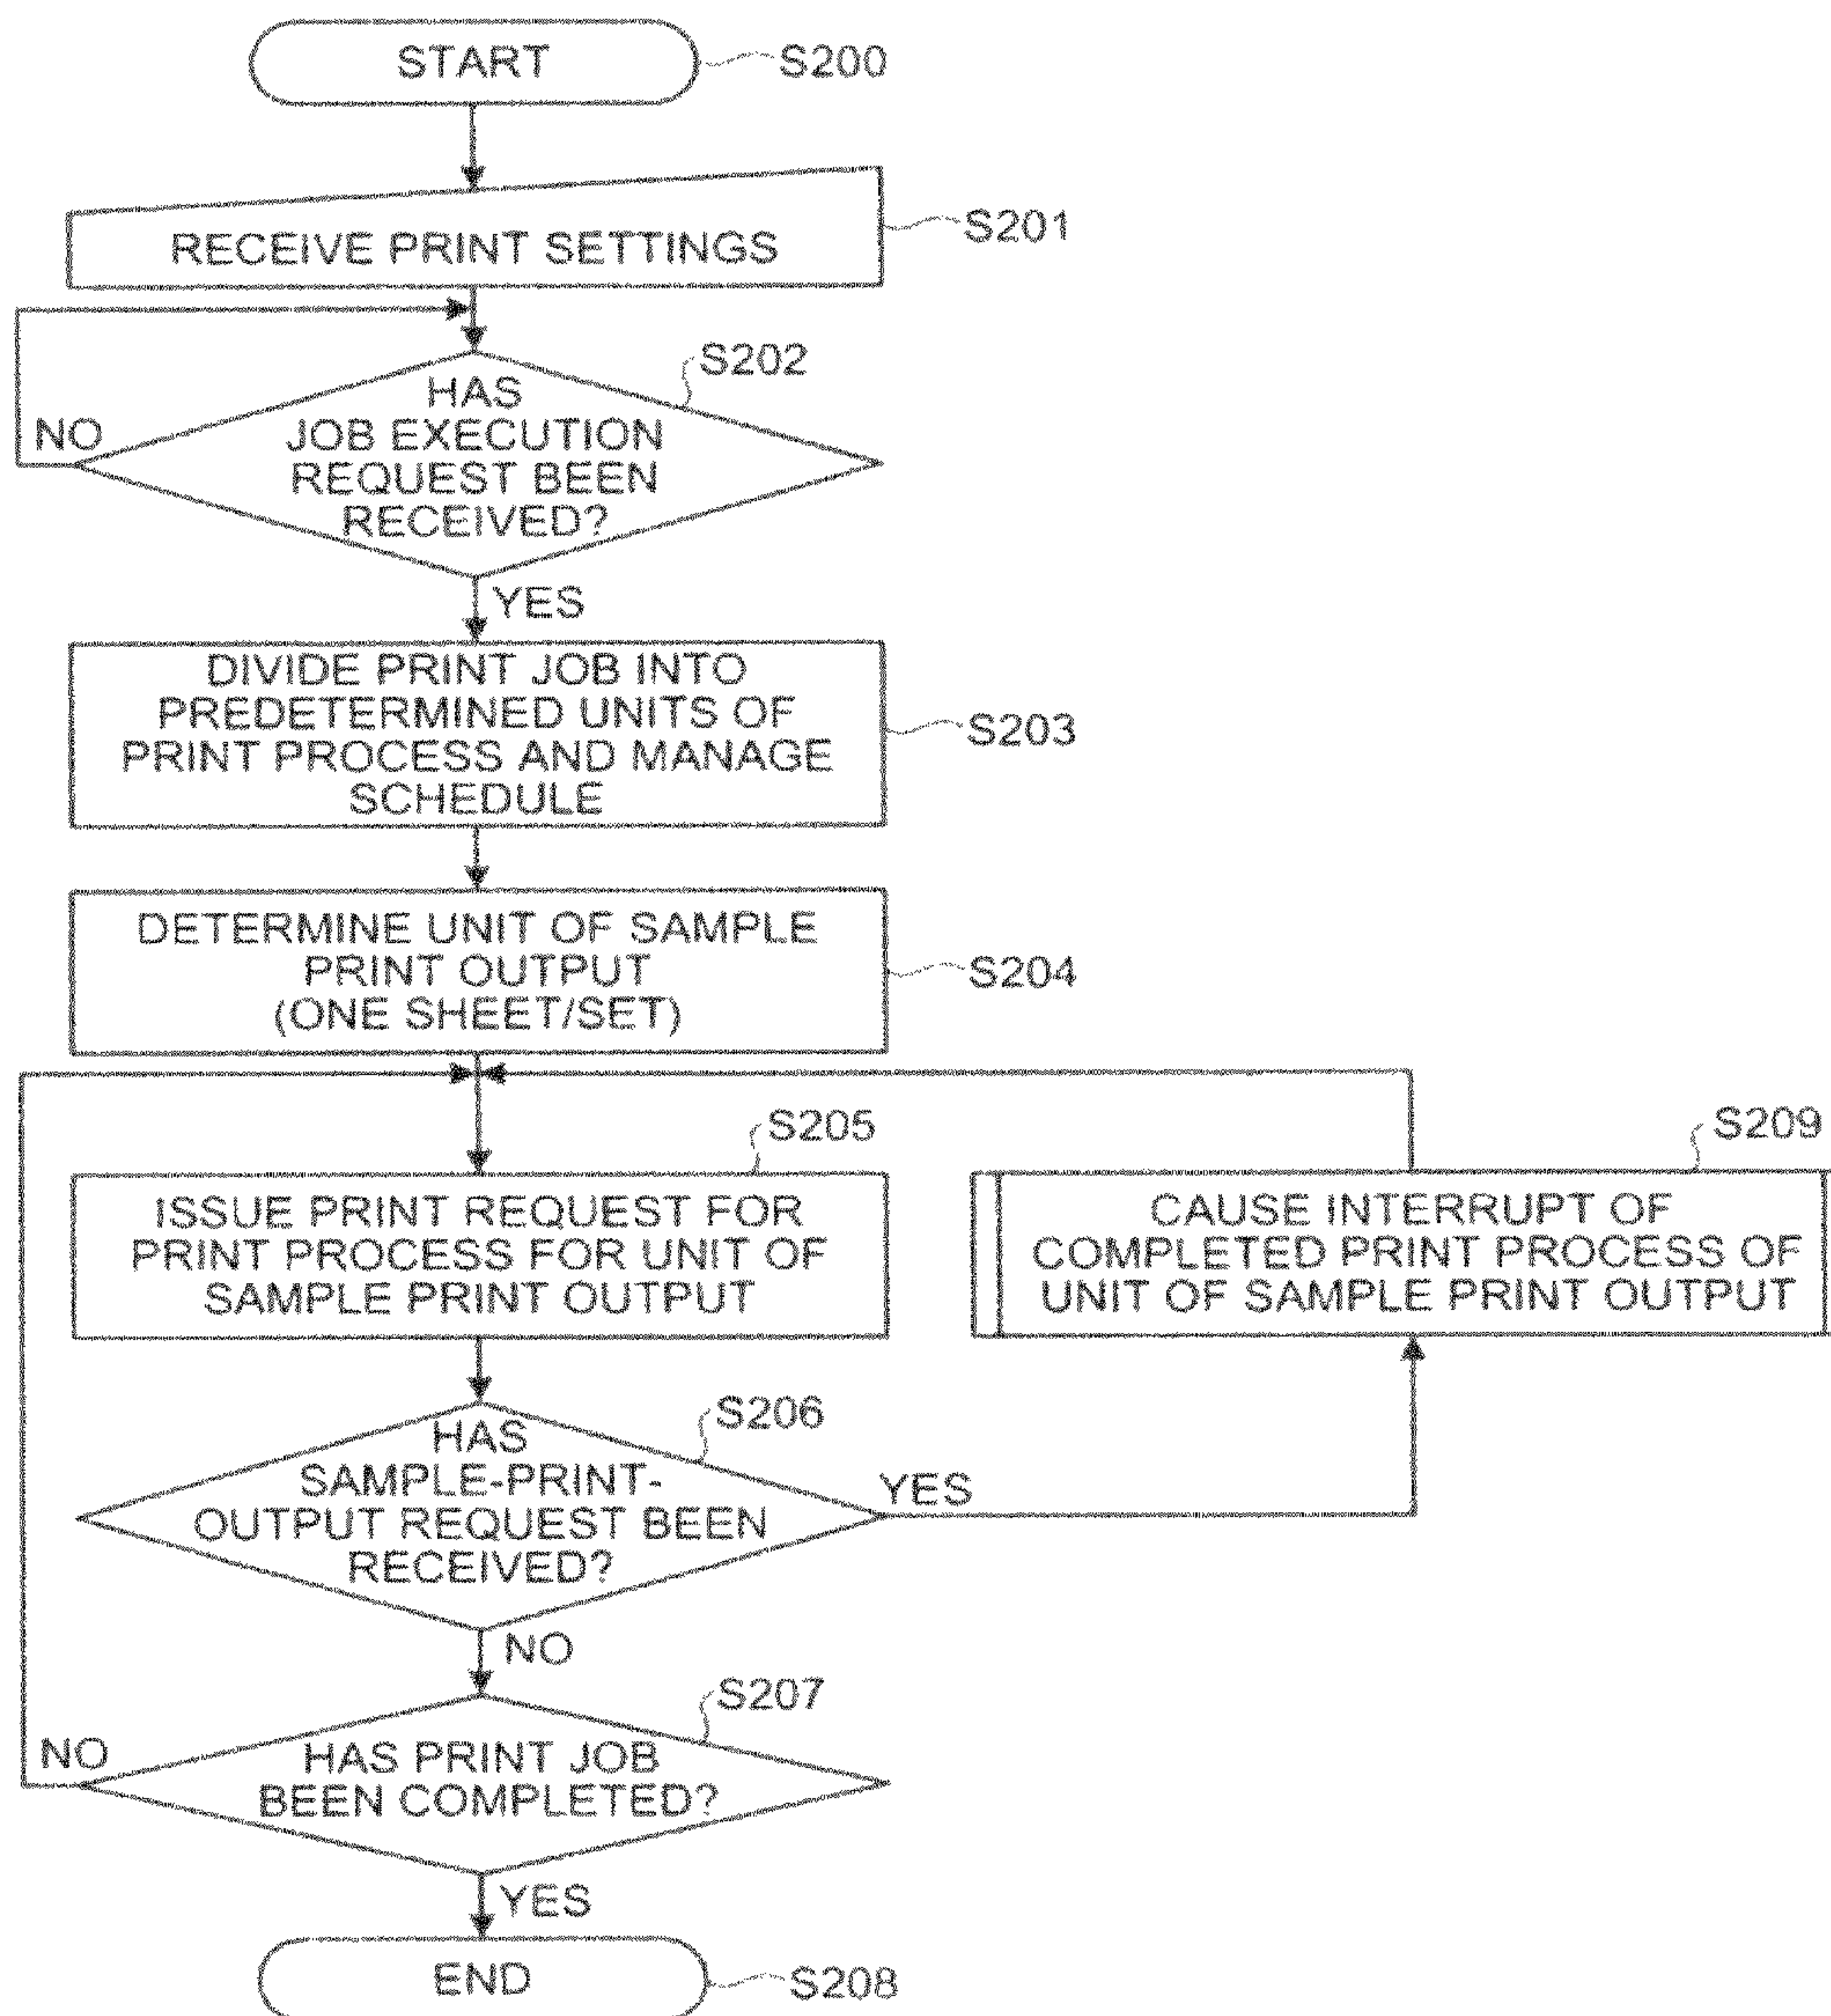 START
S200
RECEIVE PRINT SETTINGS
S201
S202
HAS
JOB EXECUTION
REQUEST BEEN
RECEIVED?
NO
YES
DIVIDE PRINT JOB INTO
PREDETERMINED UNITS OF
PRINT PROCESS AND MANAGE
SCHEDULE
S203
DETERMINE UNIT OF SAMPLE
PRINT OUTPUT
(ONE SHEET/SET)
S204
S205
ISSUE PRINT REQUEST FOR
PRINT PROCESS FOR UNIT OF
SAMPLE PRINT OUTPUT
S209
CAUSE INTERRUPT OF
COMPLETED PRINT PROCESS OF
UNIT OF SAMPLE PRINT OUTPUT
S206
HAS
SAMPLE-PRINT-
OUTPUT REQUEST BEEN
RECEIVED?
YES
NO
S207
HAS PRINT JOB
BEEN COMPLETED?
NO
YES
END
S208